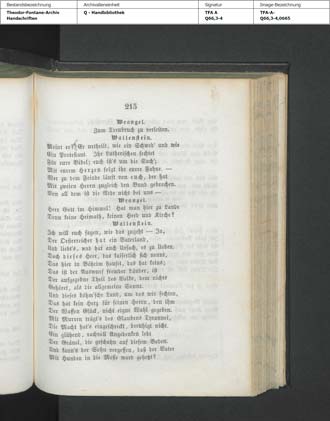 Bestandsbezeichnung
Theodor-Fontane-Archiv
Handschriften
Archivalieneinheit
Q - Handbibliothek
Signatur
TFA A
Q66,3-4
Image-Bezeichnung
TFA-A-
Q66,3-4,0665
215
Wrangel.
Zum Treubruch zu verleiten.
Wallenstein.
Meint er? Er urtheilt, wie ein Schwed' und wie
Ein Protestant. Ihr Lutherischen fechtet
Für eure Bibel; euch ist's um die Sach';
Mit eurem Herzen folgt ihr eurer Fahne. —
Wer zu dem Feinde läuft von euch, der hat
Mit zweien Herren zugleich den Bund gebrochen.
Von all dem ist die Rede nicht bei uns —
Wrangel.
Herr Gott im Himmel! Hat man hier zu Lande
Denn keine Heimath, keinen Herd und Kirche?
Wallenstein.
Ich will euch sagen, wie das zugeht — Ja,
Der Oesterreicher hat ein Vaterland,
Und liebt's, und hat auch Ursach, es zu lieben.
Doch dieses Heer, das kaiserlich sich nennt,
Das hier in Böheim hauset, das hat keins;
Das ist der Auswurf fremder Länder, ist
Der aufgegebne Theil des Volks, dem nichts
Gehöret, als die allgemeine Sonne.
Und dieses böhm'sche Land, um das wir fechten,
Das hat kein Herz für seinen Herrn, den ihm
Der Waffen Glück, nicht eigne Wahl gegeben.
Mit Murren trägt's des Glaubens Tyrannei,
Die Macht hat's eingeschreckt, beruhigt nicht.
Ein glühend, rachvoll Angedenken lebt
Der Gräuel, die geschahn auf diesem Boden.
Und kann's der Sohn vergessen, daß der Vater
Mit Hunden in die Messe ward gehetzt?